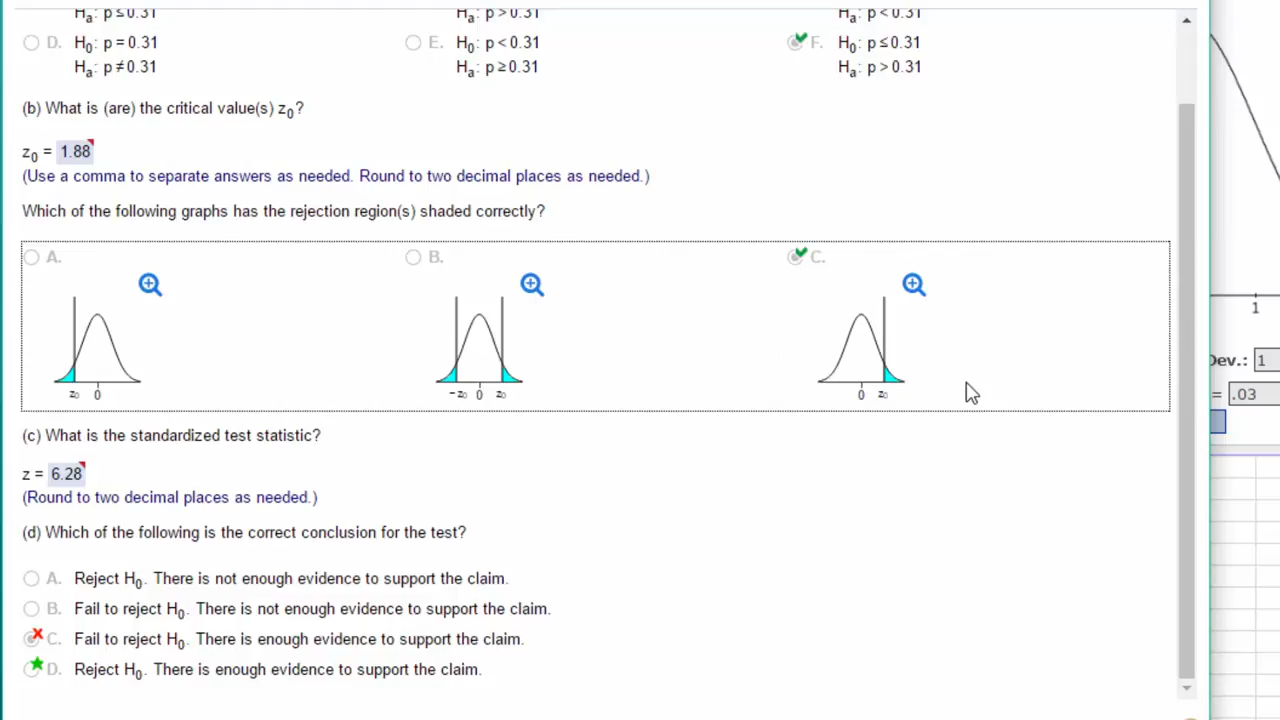 Ha: p≤0.31 Ha: p>0.31 Ha: p<0.31
D. H0: p=0.31 E. H0: p<0.31 F. H0: p≤0.31
Ha: p≠0.31 Ha: p≥0.31 Ha: p>0.31
(b) What is (are) the critical value(s) z0?
z0 = 1.88
(Use a comma to separate answers as needed. Round to two decimal places as needed.)
Which of the following graphs has the rejection region(s) shaded correctly?
A. B. C.
z0 0 -z0 0 z0 0 z0
(c) What is the standardized test statistic?
z = 6.28
(Round to two decimal places as needed.)
(d) Which of the following is the correct conclusion for the test?
A. Reject H0. There is not enough evidence to support the claim.
B. Fail to reject H0. There is not enough evidence to support the claim.
C. Fail to reject H0. There is enough evidence to support the claim.
D. Reject H0. There is enough evidence to support the claim.
1
Dev.: 1
= .03